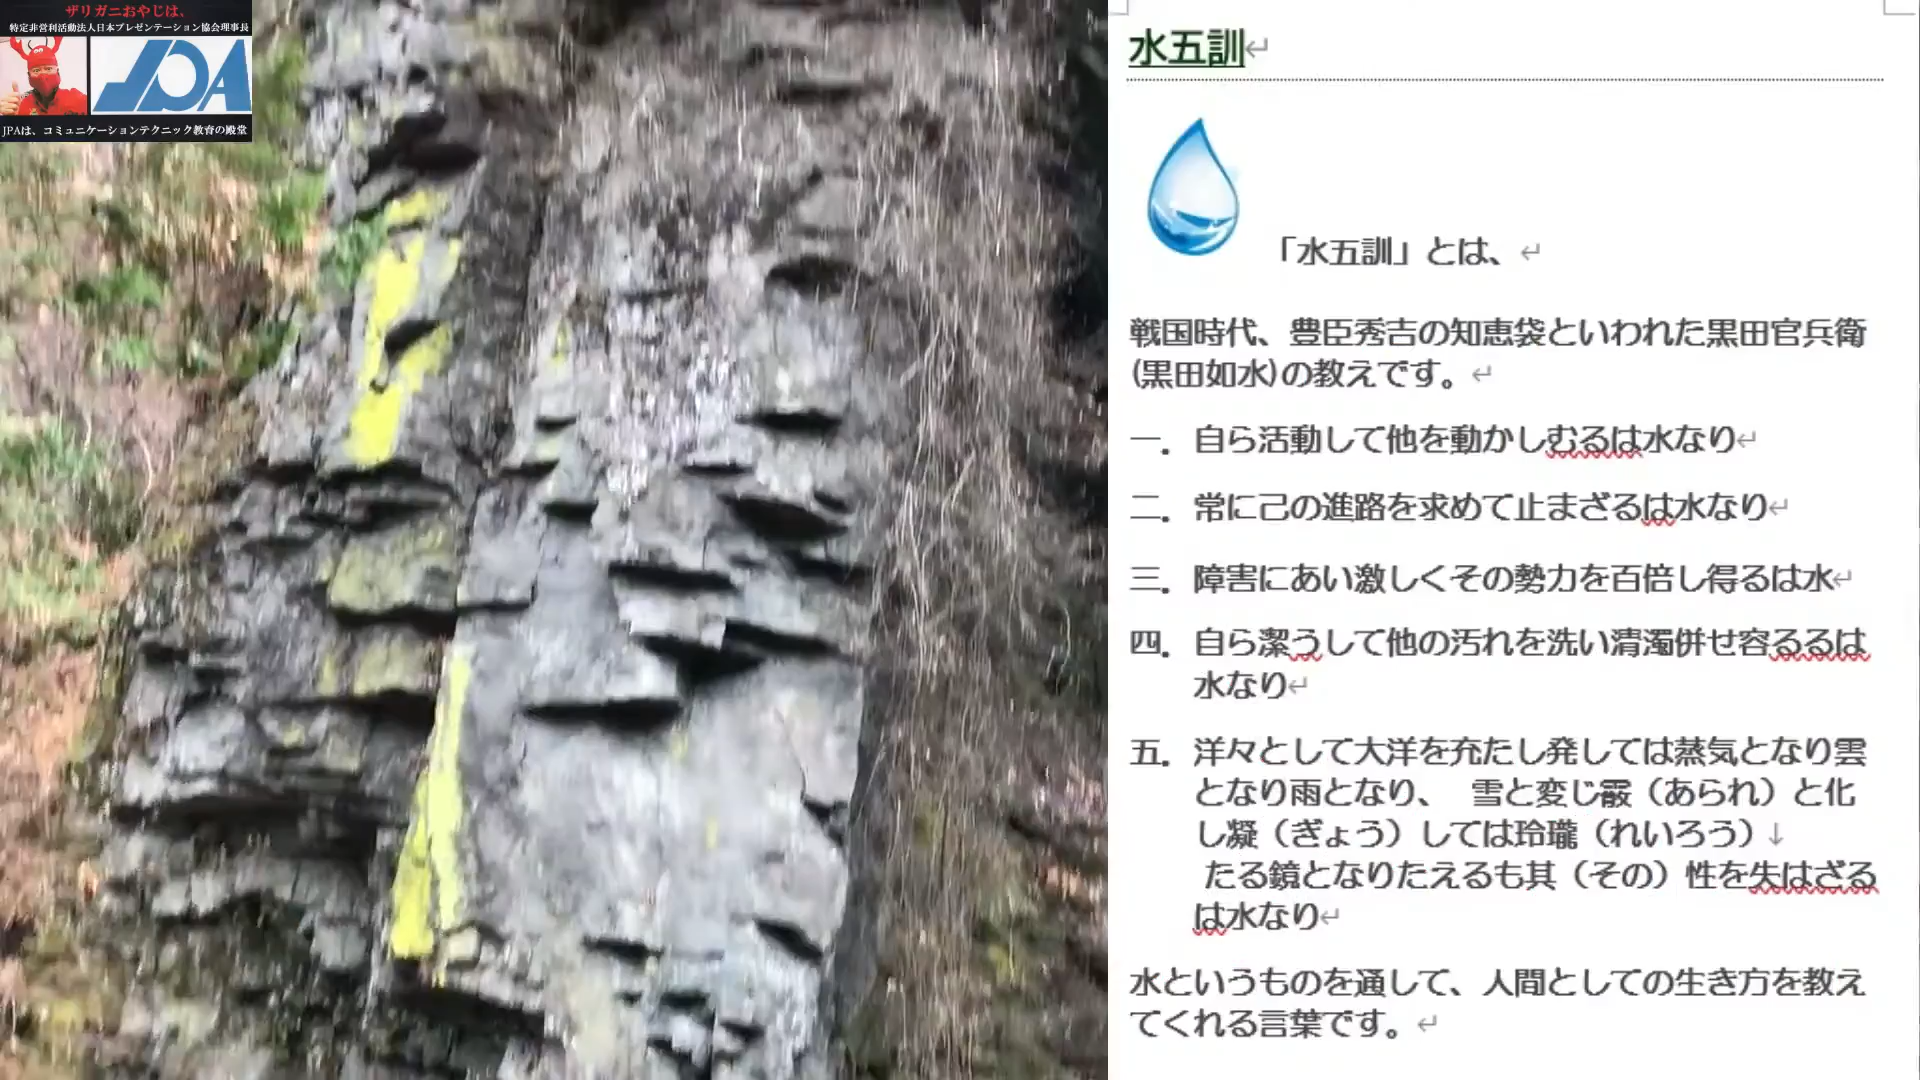 ザリガニおやじは、
特定非営利活動法人日本プレゼンテーション協会理事長
JPA
JPAは、コミュニケーションテクニック教育の殿堂
水五訓
「水五訓」とは、
戦国時代、豊臣秀吉の知恵袋といわれた黒田官兵衛
(黒田如水)の教えです。
一．自ら活動して他を動かしむるは水なり
二．常に己の進路を求めて止まざるは水なり
三．障害にあい激しくその勢力を百倍し得るは水
四．自ら潔うして他の汚れを洗い清濁併せ容るるは
水なり
五．洋々として大洋を充たし発しては蒸気となり雲
となり雨となり、　雪と変じ霰（あられ）と化
し凝（ぎょう）しては玲瓏（れいろう）
たる鏡となりたえるも其（その）性を失はざる
は水なり
水というものを通して、人間としての生き方を教え
てくれる言葉です。